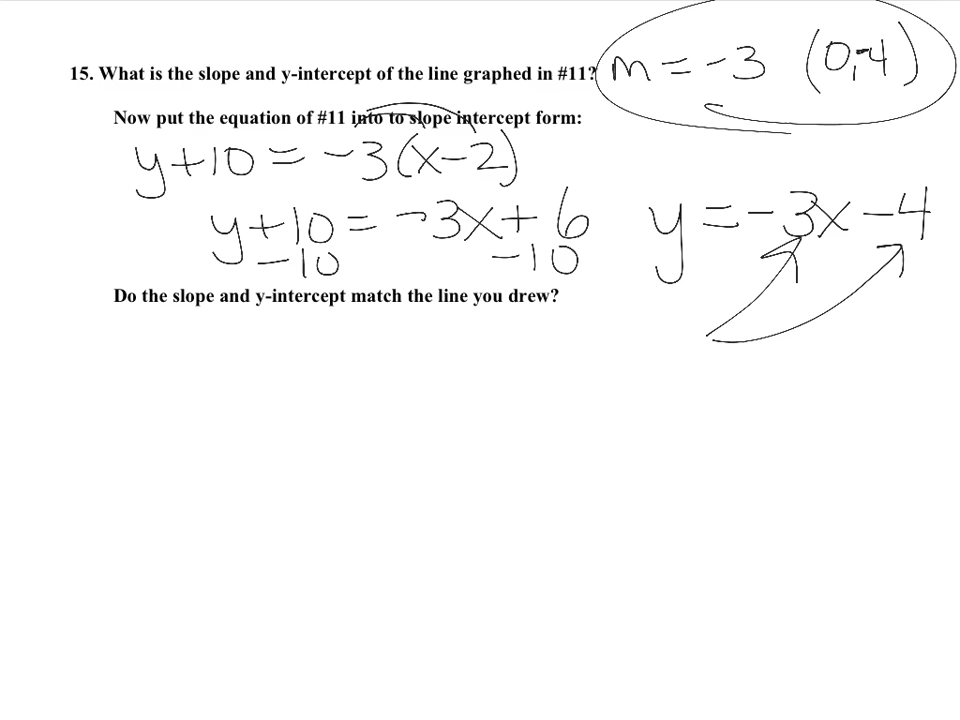 15. What is the slope and y-intercept of the line graphed in #11? m = -3 (0,-4)
Now put the equation of #11 into to slope intercept form:
y+10 = -3(x-2)
y+10 = -3x+6 y = -3x-4
-10 -10
Do the slope and y-intercept match the line you drew?